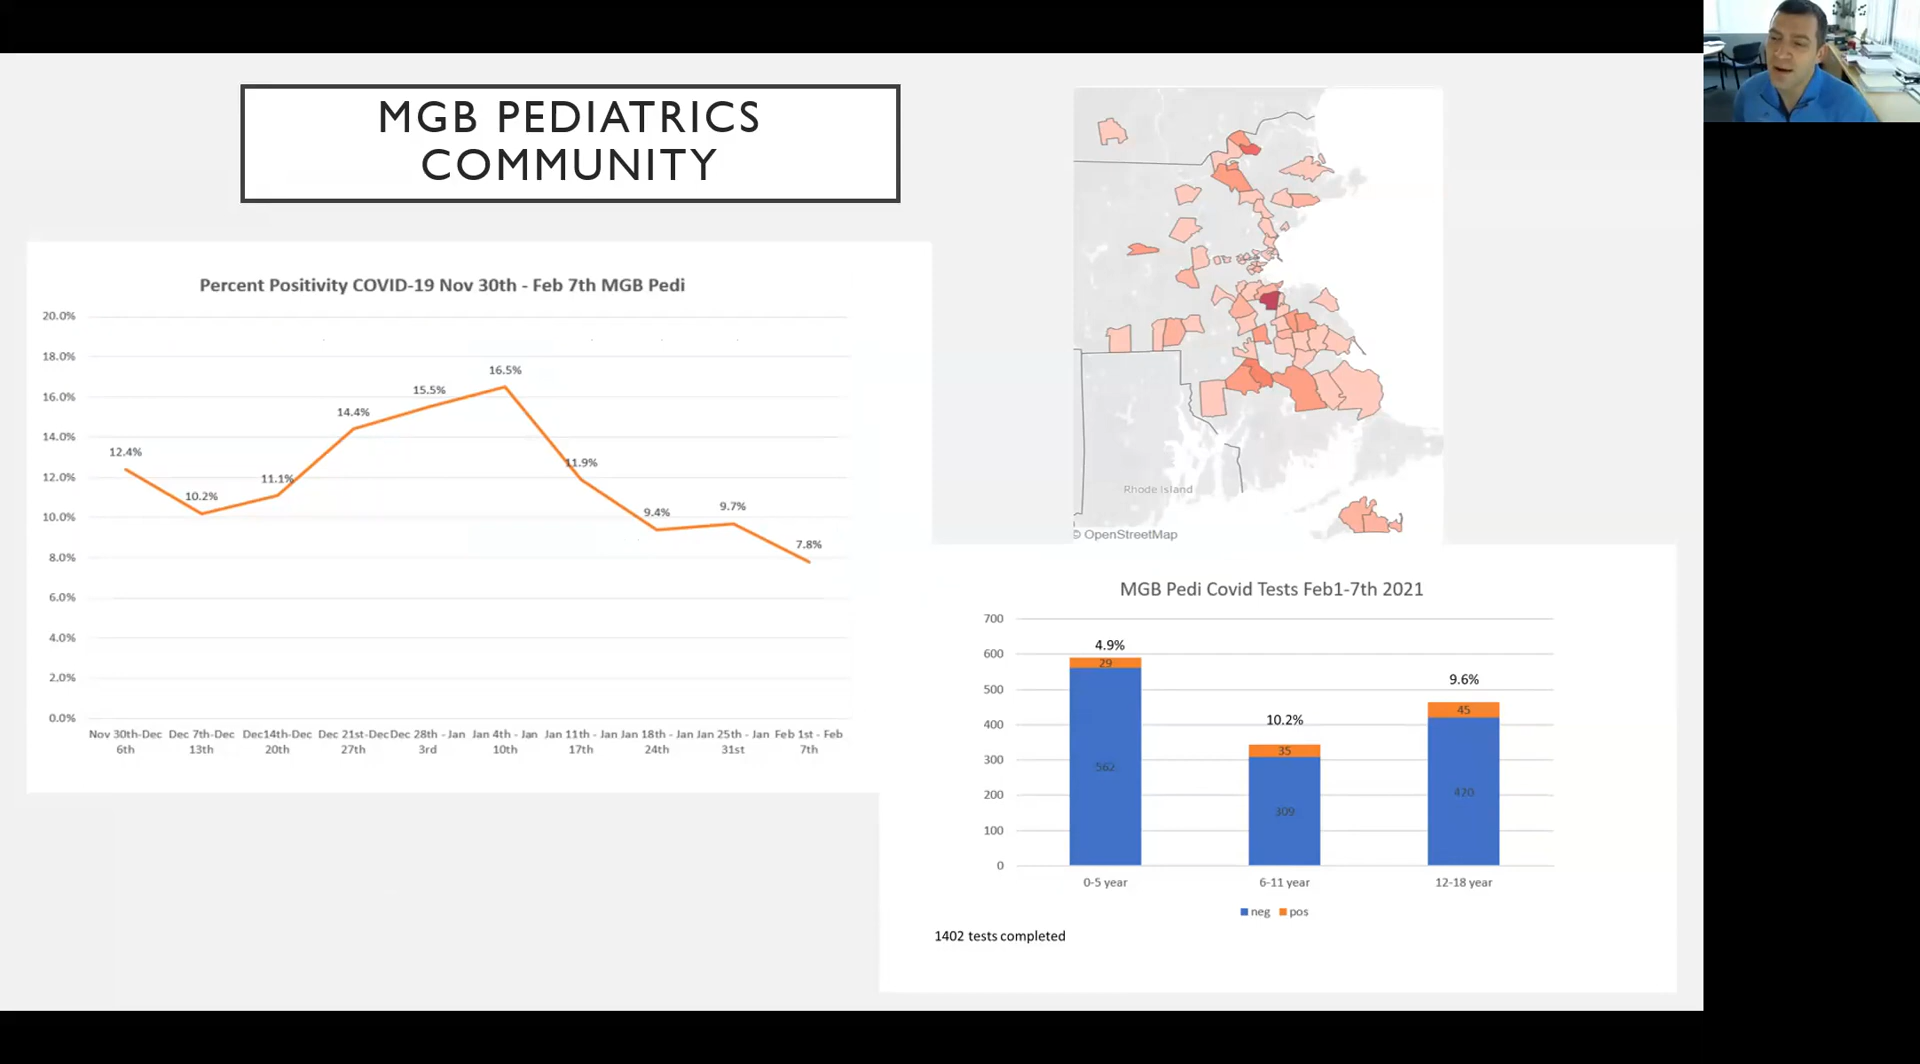 MGB PEDIATRICS
COMMUNITY
Percent Positivity COVID-19 Nov 30th - Feb 7th MGB Pedi
20.0%
18.0%
16.0%
14.0%
12.0%
10.0%
8.0%
6.0%
4.0%
2.0%
0.0%
12.4%
10.2%
11.1%
14.4%
15.5%
16.5%
11.9%
9.4%
9.7%
7.8%
Nov 30th-Dec
6th
Dec 7th-Dec
13th
Dec14th-Dec
20th
Dec 21st-Dec
27th
Dec 28th - Jan
3rd
Jan 4th - Jan
10th
Jan 11th - Jan
17th
Jan 18th - Jan
24th
Jan 25th - Jan
31st
Feb 1st - Feb
7th
Rhode Island
© OpenStreetMap
MGB Pedi Covid Tests Feb1-7th 2021
700
600
500
400
300
200
100
0
4.9%
29
562
10.2%
35
309
9.6%
45
420
0-5 year
6-11 year
12-18 year
neg pos
1402 tests completed